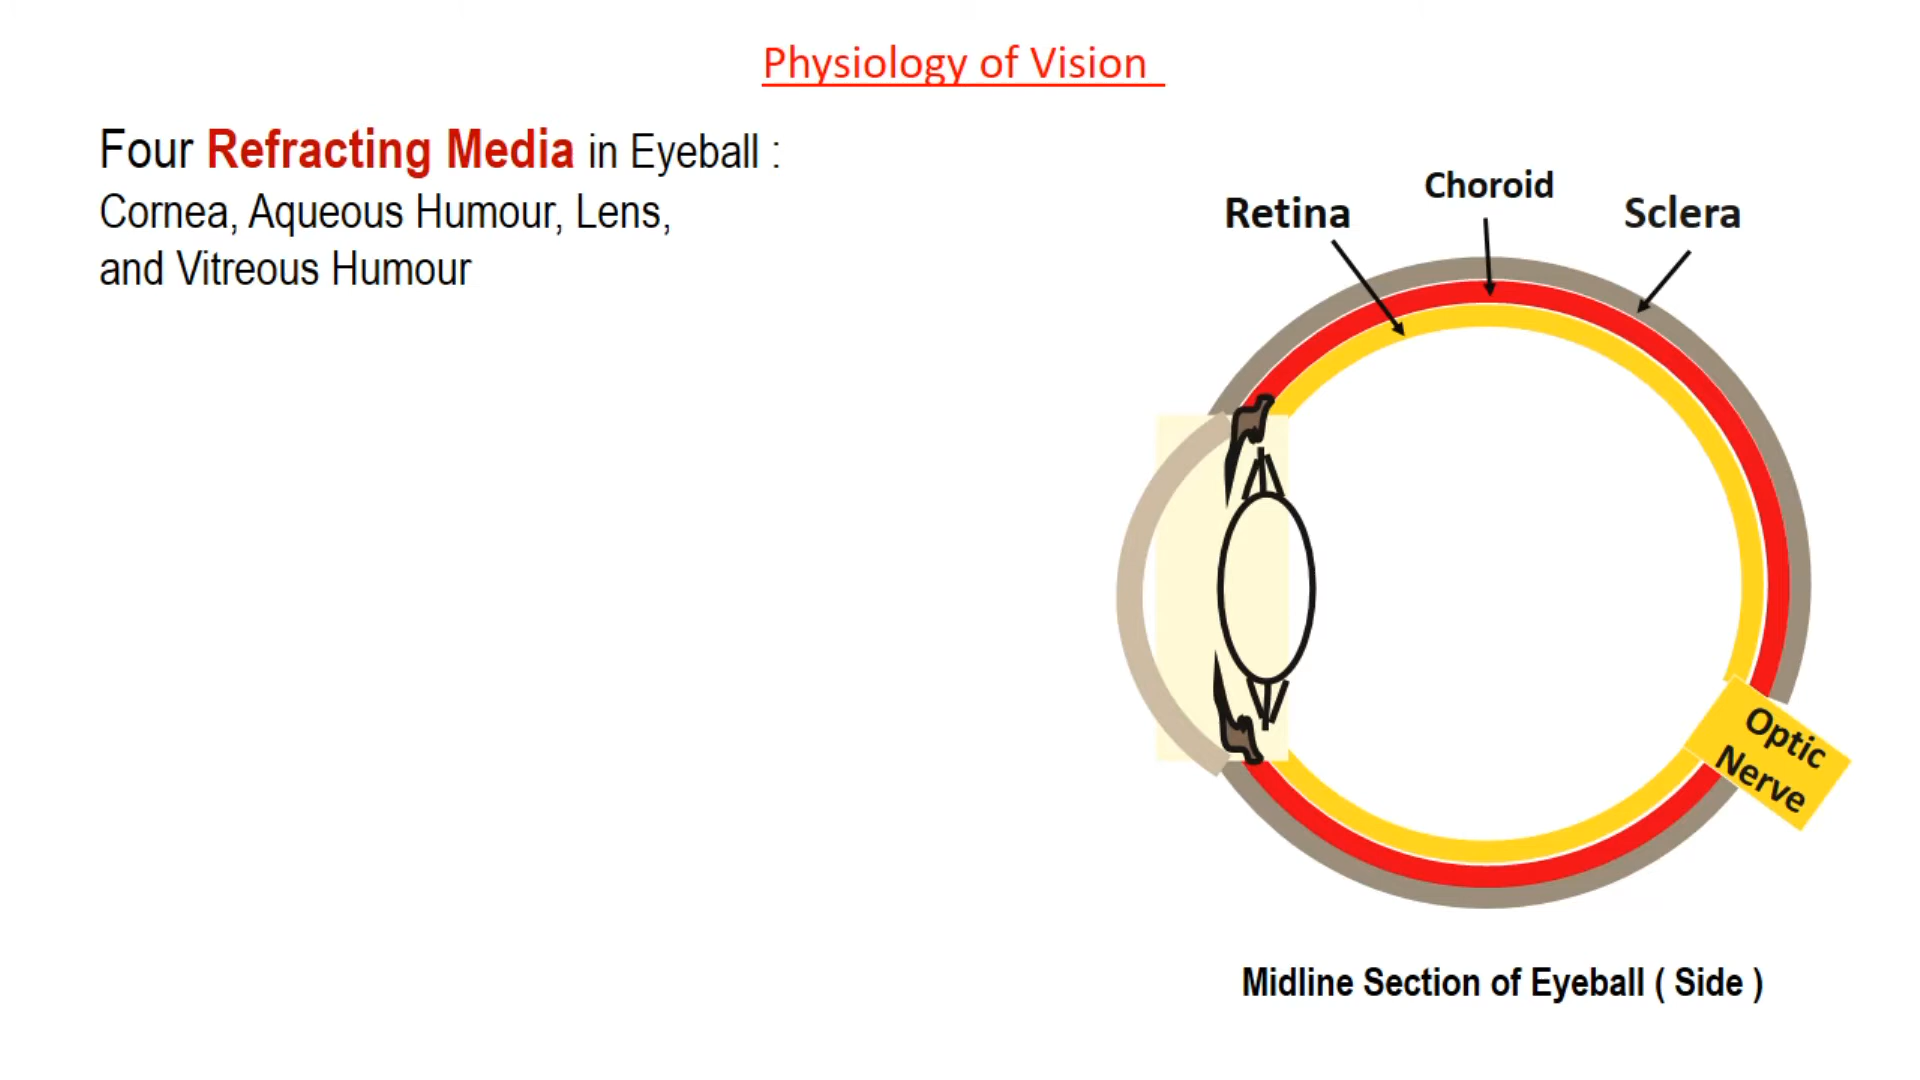 Physiology of Vision
Four Refracting Media in Eyeball :
Cornea, Aqueous Humour, Lens,
and Vitreous Humour
Retina
Choroid
Sclera
Optic
Nerve
Midline Section of Eyeball ( Side )